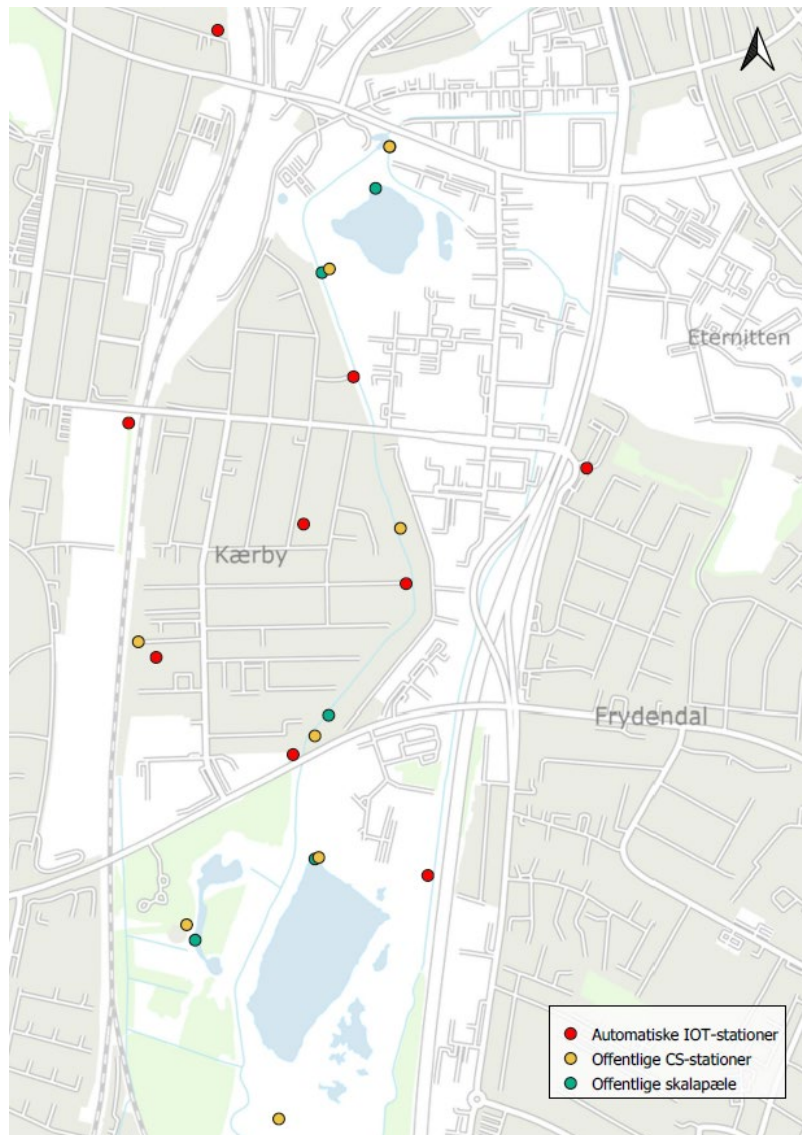 Eternitten
Kærby
Frydendal
Automatiske IOT-stationer
Offentlige CS-stationer
Offentlige skalapæle